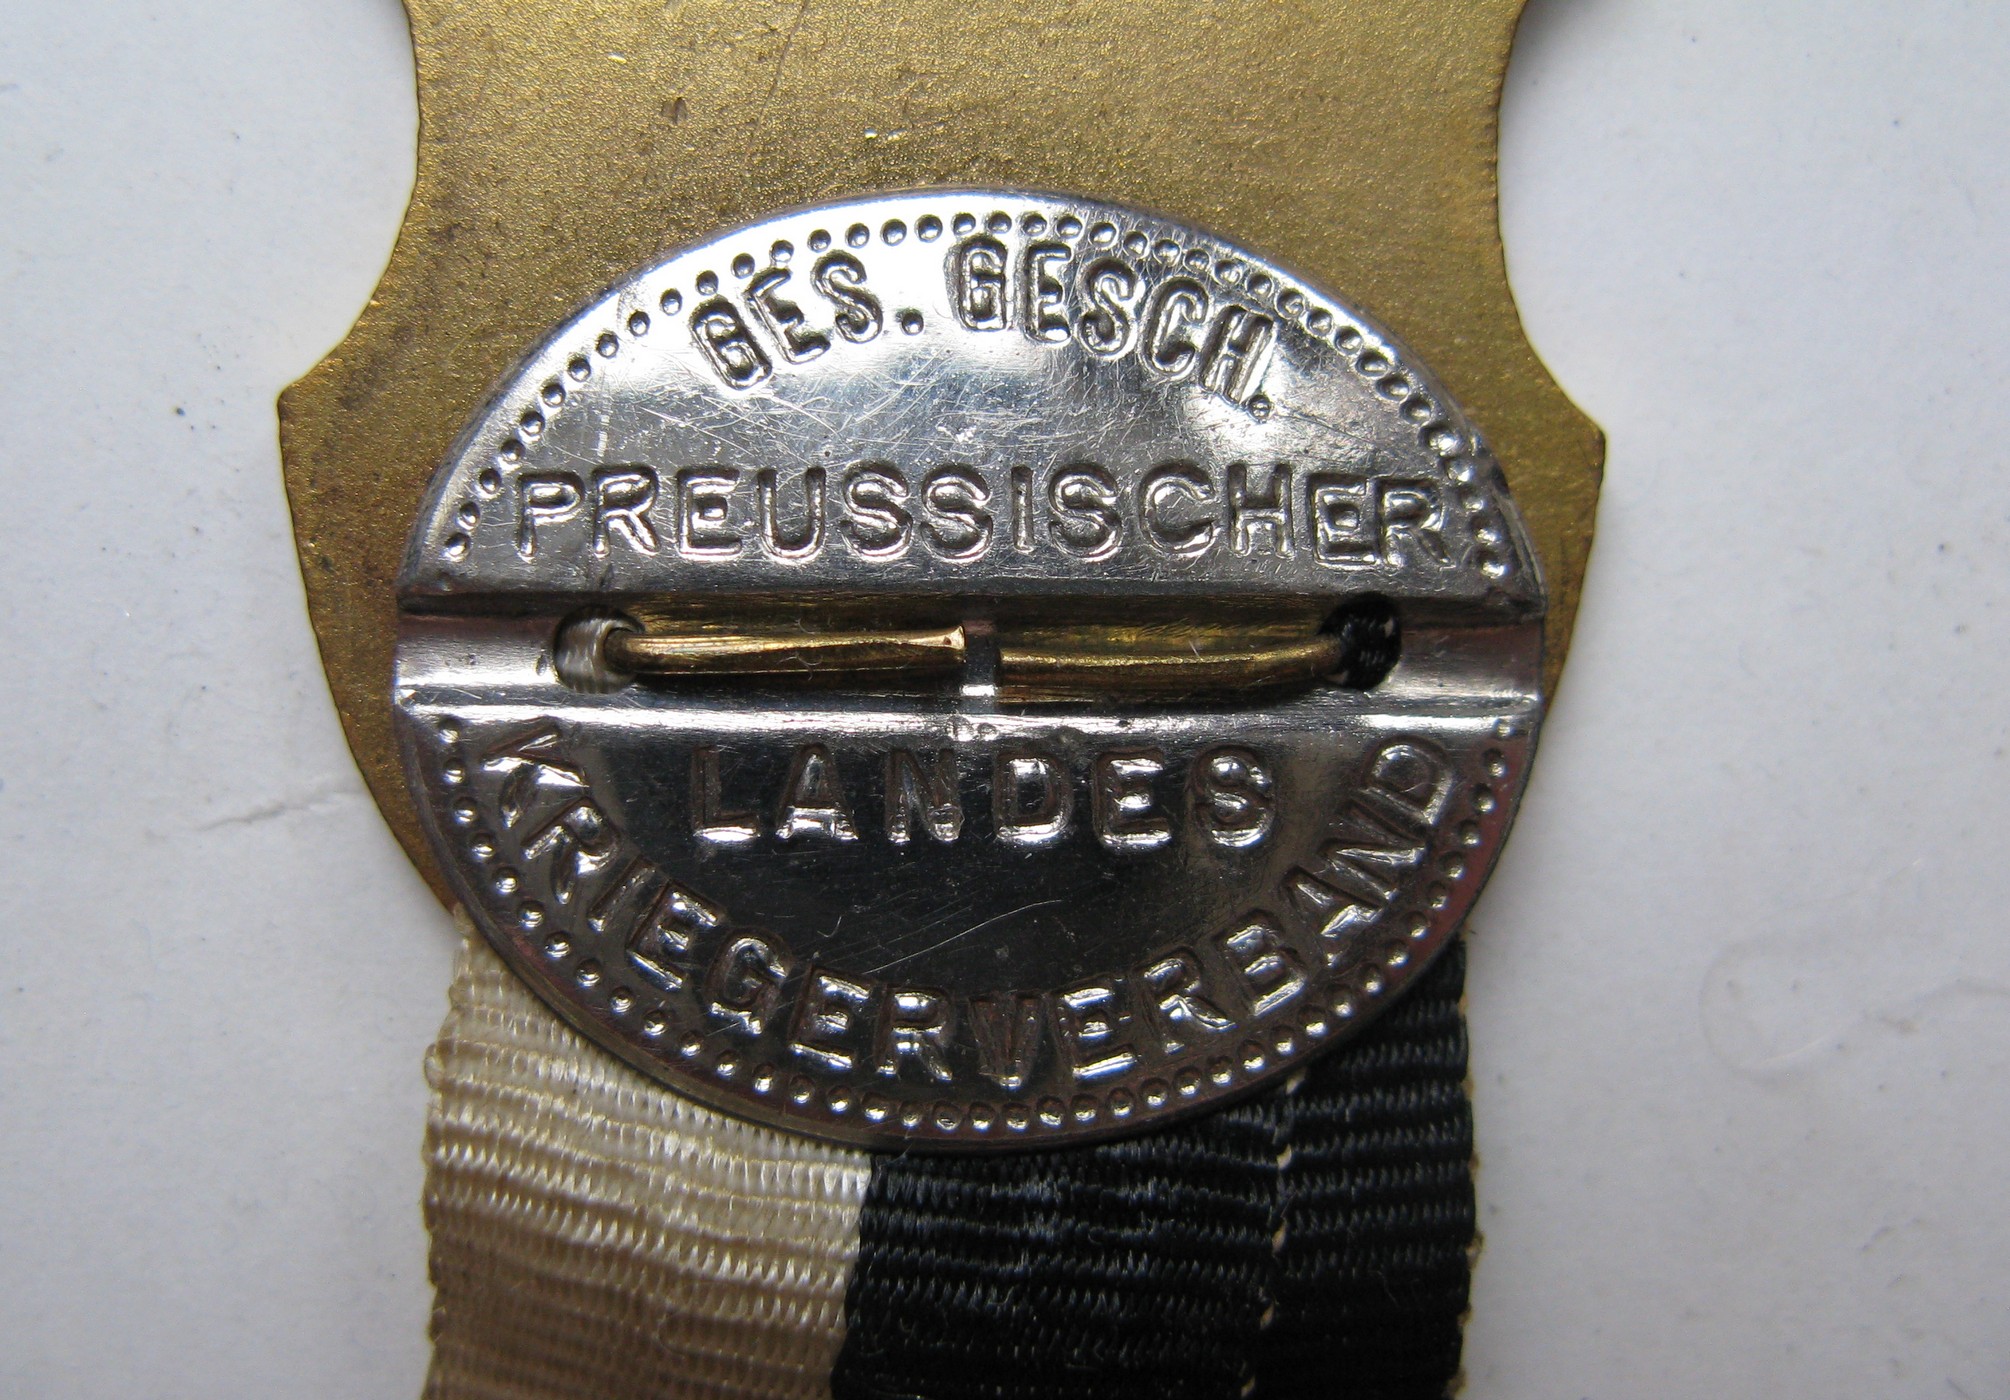 GES. GESCH.
PREUSSISCHER
LANDES
KRIEGERVERBAND